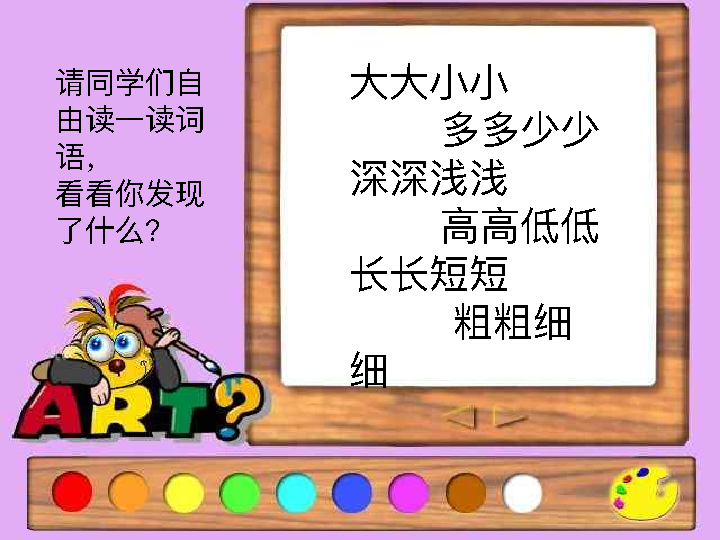 请同学们自
由读一读词
语，
看看你发现
了什么？
大大小小
多多少少
深深浅浅
高高低低
长长短短
粗粗细
细
ART?